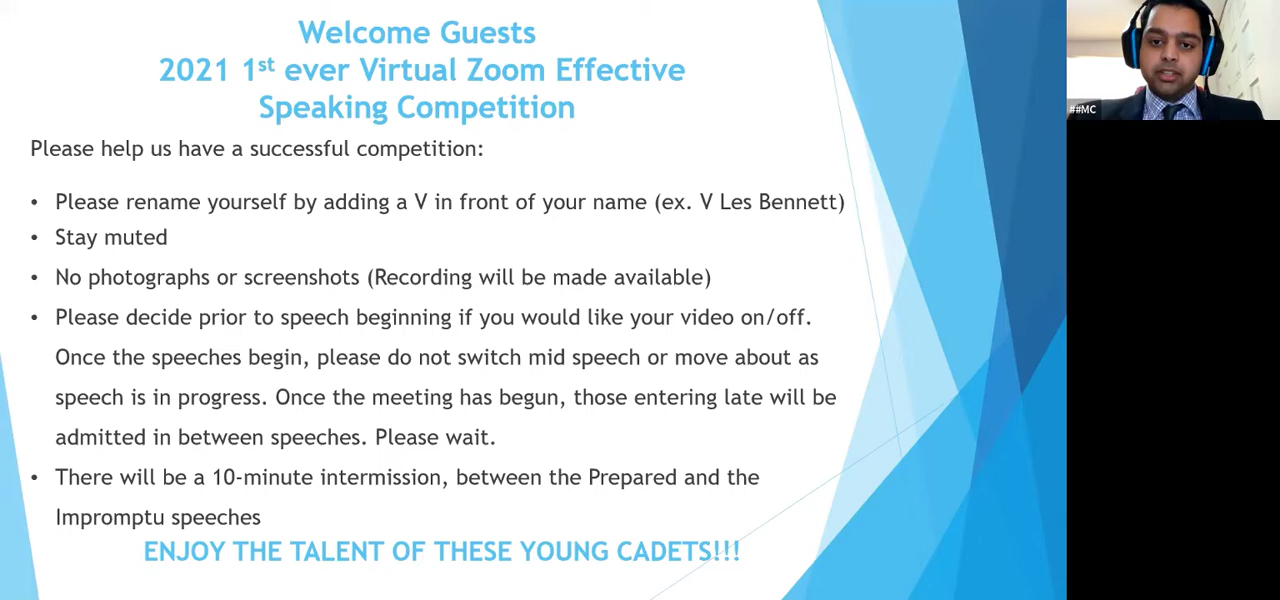 Welcome Guests
2021 1st ever Virtual Zoom Effective
Speaking Competition
Please help us have a successful competition:
• Please rename yourself by adding a V in front of your name (ex. V Les Bennett)
• Stay muted
• No photographs or screenshots (Recording will be made available)
• Please decide prior to speech beginning if you would like your video on/off.
Once the speeches begin, please do not switch mid speech or move about as
speech is in progress. Once the meeting has begun, those entering late will be
admitted in between speeches. Please wait.
• There will be a 10-minute intermission, between the Prepared and the
Impromptu speeches
ENJOY THE TALENT OF THESE YOUNG CADETS!!!
##MC